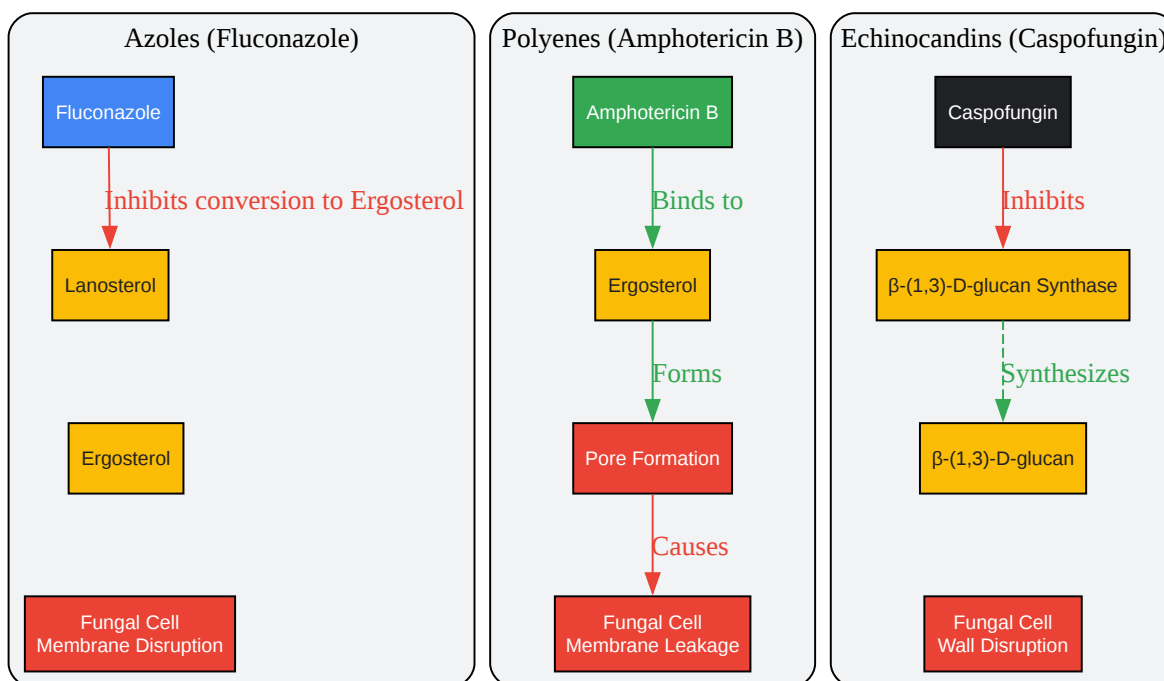 Azoles (Fluconazole)
Fluconazole
Inhibits conversion to Ergosterol
Lanosterol
Ergosterol
Fungal Cell
Membrane Disruption
Polyenes (Amphotericin B)
Amphotericin B
Binds to
Ergosterol
Forms
Pore Formation
Causes
Fungal Cell
Membrane Leakage
Echinocandins (Caspofungin)
Caspofungin
Inhibits
β-(1,3)-D-glucan Synthase
Synthesizes
β-(1,3)-D-glucan
Fungal Cell
Wall Disruption